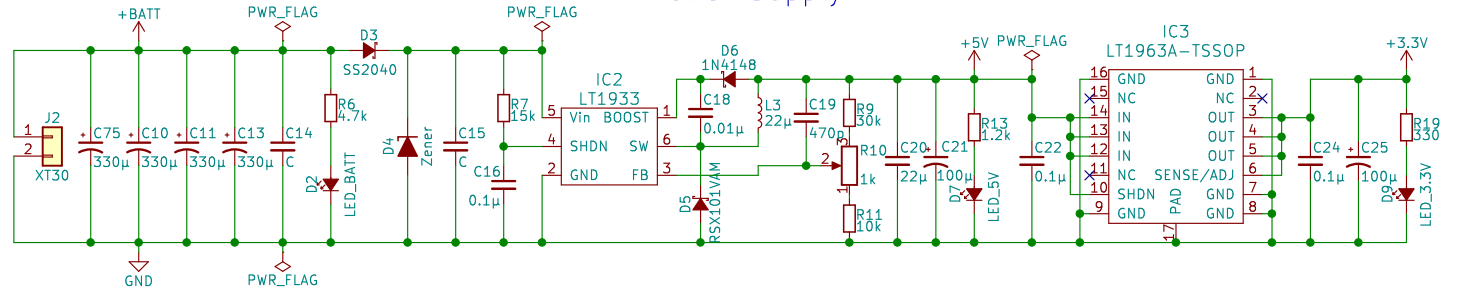 +BATT
PWR_FLAG
D3
SS2040
PWR_FLAG
J2
1
2
XT30
C75
330µ
C10
330µ
C11
330µ
C13
330µ
C14
C
R6
4.7k
D2
LED_BATT
GND
PWR_FLAG
D4
Zener
C15
C
R7
15k
C16
0.1µ
IC2
LT1933
5
Vin
BOOST
1
4
SHDN
SW
6
2
GND
FB
3
D6
1N4148
C18
0.01µ
L3
22µ
D5
RSX101VAM
C19
470p
R9
30k
R10
1k
3
2
1
R11
10k
C20
22µ
C21
100µ
+5V
R13
1.2k
D7
LED_5V
PWR_FLAG
C22
0.1µ
IC3
LT1963A-TSSOP
16
GND
GND
1
15
NC
NC
2
14
IN
OUT
3
13
IN
OUT
4
12
IN
OUT
5
11
NC
SENSE/ADJ
6
10
SHDN
GND
7
9
GND
GND
8
PAD
17
C24
0.1µ
C25
100µ
+3.3V
R19
330
D9
LED_3.3V